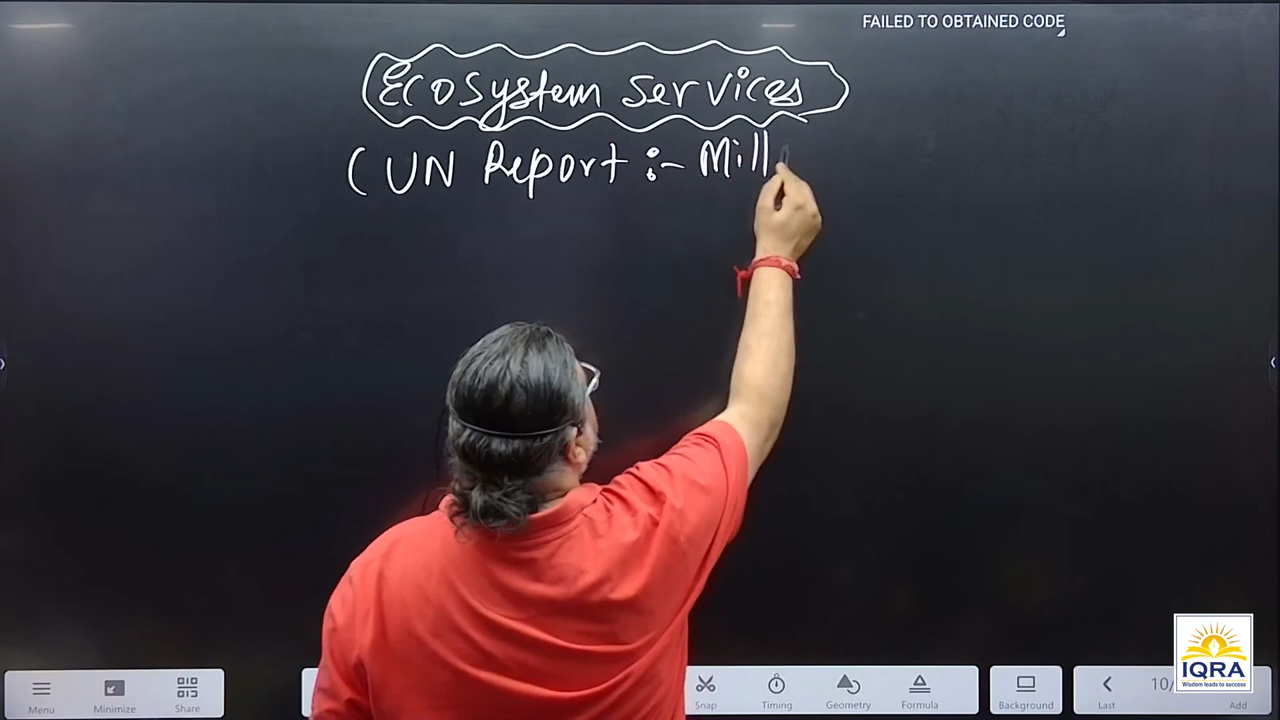 FAILED TO OBTAINED CODE
Ecosystem Services
( UN Report :- Mill
Menu
Minimize
Share
Snap
Timing
Geometry
Formula
Background
Last
10/
Add
IQRA
Wisdom leads to success